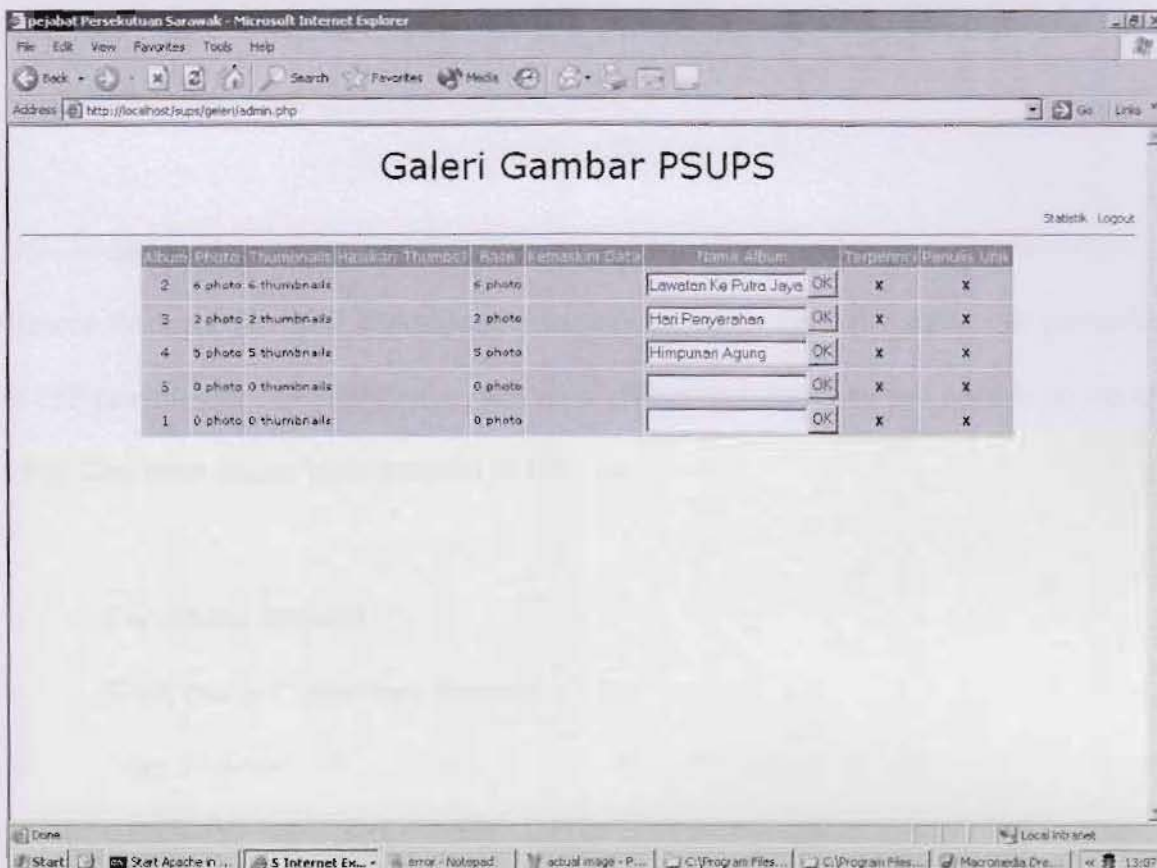 pejabat Persekutuan Sarawak - Microsoft Internet Explorer
File Edit View Favorites Tools Help
Back Search Favorites Media
Address http://localhost/sups/geleri/admin.php Go Links
Galeri Gambar PSUPS
Statistik Logout
Album Photo Thumbnails Hasilkan Base Kemaskini Data Nama Album Penulis Unik
2 6 photo 6 thumbnails 6 photo Lawatan Ke Putra Jaya OK x x
3 2 photo 2 thumbnails 2 photo Hari Penyerahan OK x x
4 5 photo 5 thumbnails 5 photo Himpunan Agung OK x x
5 0 photo 0 thumbnails 0 photo OK x x
1 0 photo 0 thumbnails 0 photo OK x x
Done Local intranet
Start Start Apache in ... 5 Internet Ex... error - Notepad actual image - P... C:\Program Files... C:\Program Files... Macromedia Dre... « 13:07